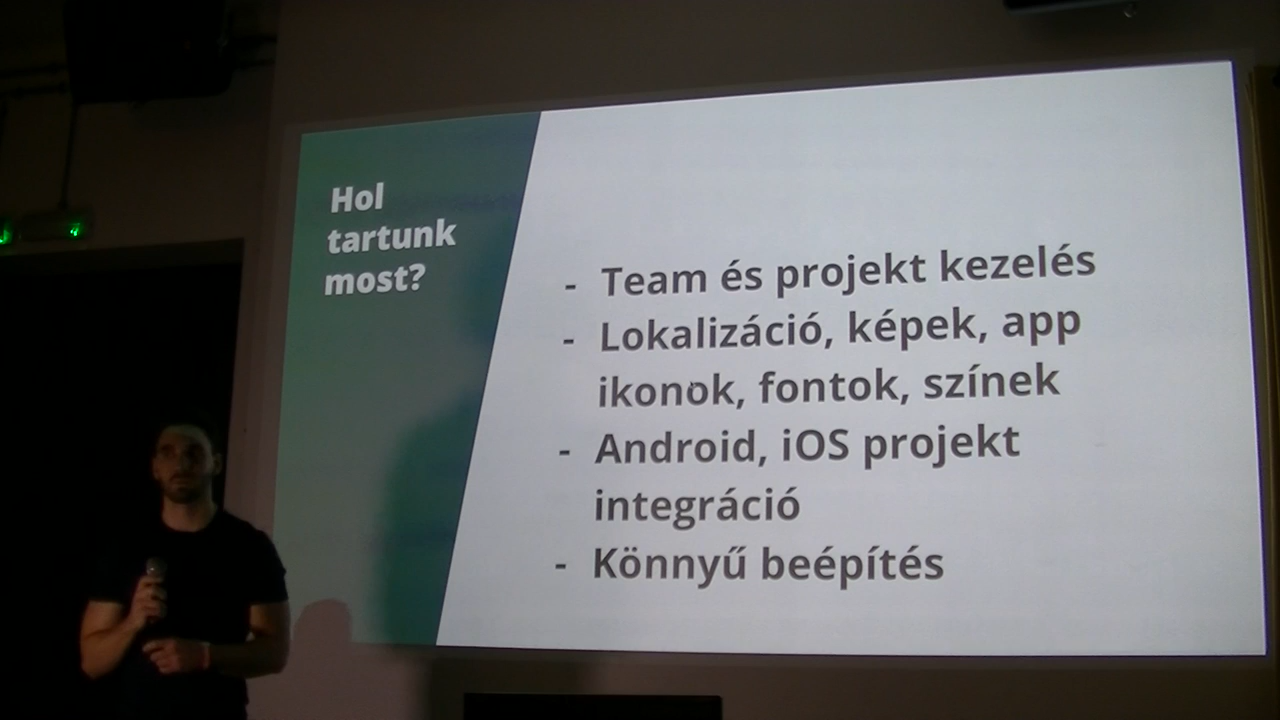 Hol
tartunk
most?
- Team és projekt kezelés
- Lokalizáció, képek, app
ikonok, fontok, színek
- Android, iOS projekt
integráció
- Könnyű beépítés